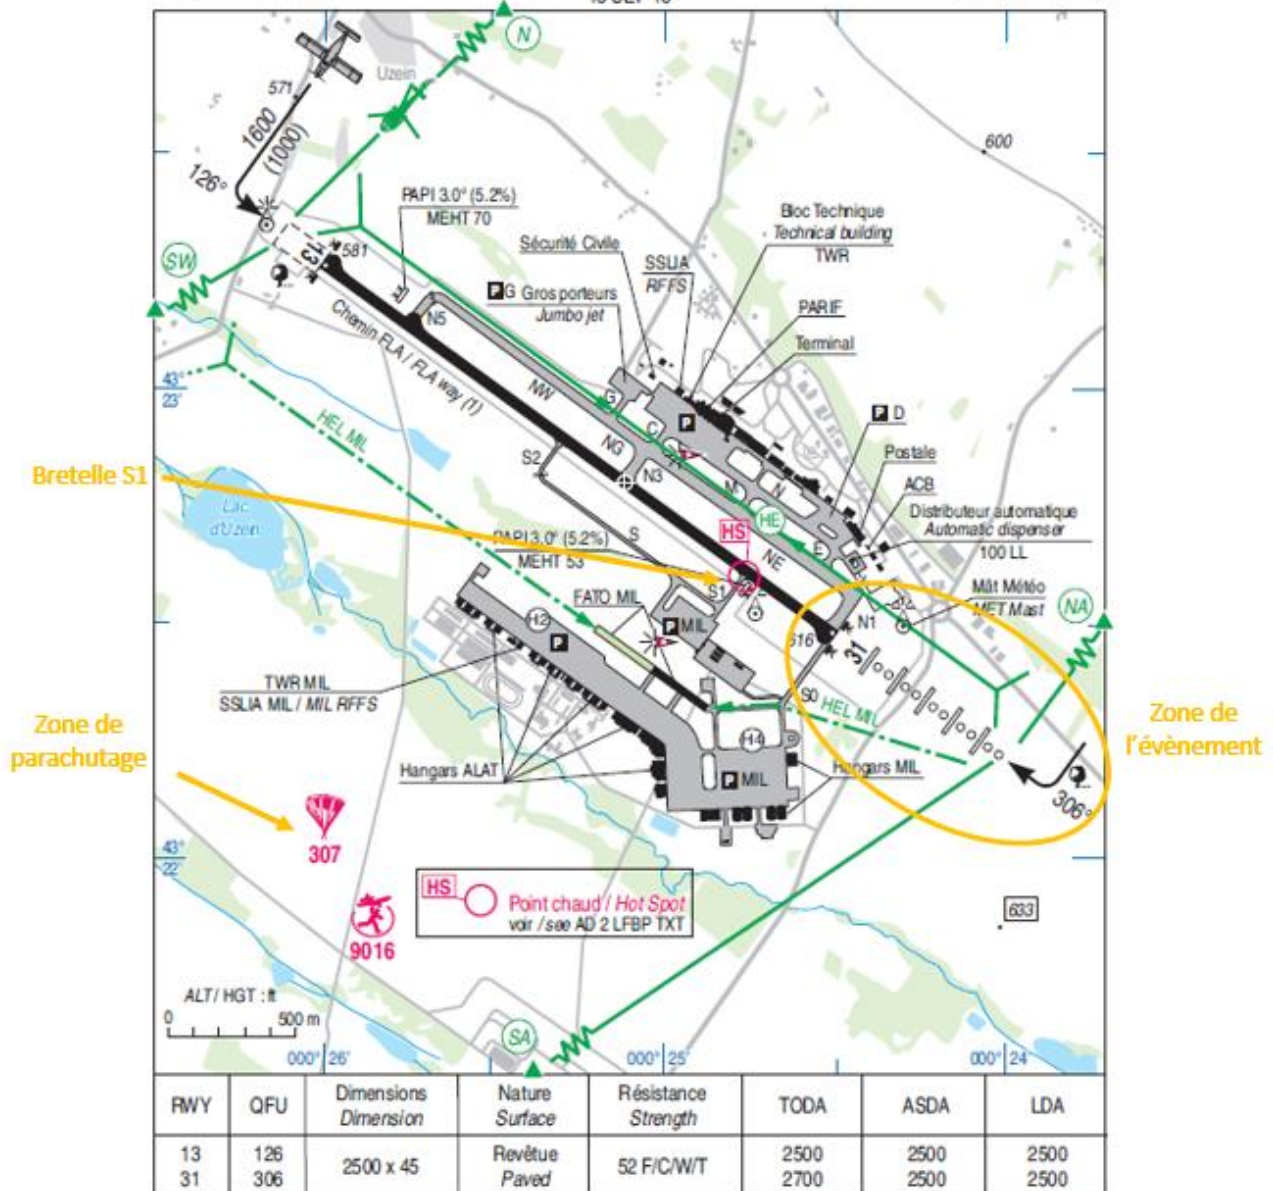 N
Uzein
571
1600
(1000)
126°
600
PAPI 3.0° (5.2%)
MEHT 70
Bloc Technique
Technical building
TWR
Sécurité Civile
SSLIA
RFFS
SW
13
581
P G Gros porteurs
Jumbo jet
PARIF
Terminal
N5
Chemin FLA / FLA way (1)
43°
23'
NW
G
C
P
P D
HEL MIL
NG
Postale
S2
N3
M
N
ACB
Bretelle S1
Lac
d'Uzein
Distributeur automatique
Automatic dispenser
100 LL
HE
HS
S
PAPI 3.0° (5.2%)
MEHT 53
NE
E
S1
Mât Météo
MET Mast
NA
FATO MIL
H2
P
P MIL
616
N1
31
TWR MIL
SSLIA MIL / MIL RFFS
S0
HEL MIL
Zone de
parachutage
Zone de
l'évènement
H4
Hangars ALAT
P MIL
Hangars MIL
306°
307
43°
22'
HS
Point chaud / Hot Spot
voir / see AD 2 LFBP TXT
633
9016
ALT / HGT : ft
0 500 m
SA
000° 26'
000° 25'
000° 24'
RWY QFU Dimensions TODA ASDA LDA
Dimension
Nature
Surface
Résistance
Strength
13 126 2500 x 45 Revêtue 52 F/C/W/T 2500 2500 2500
31 306 Paved 2700 2500 2500